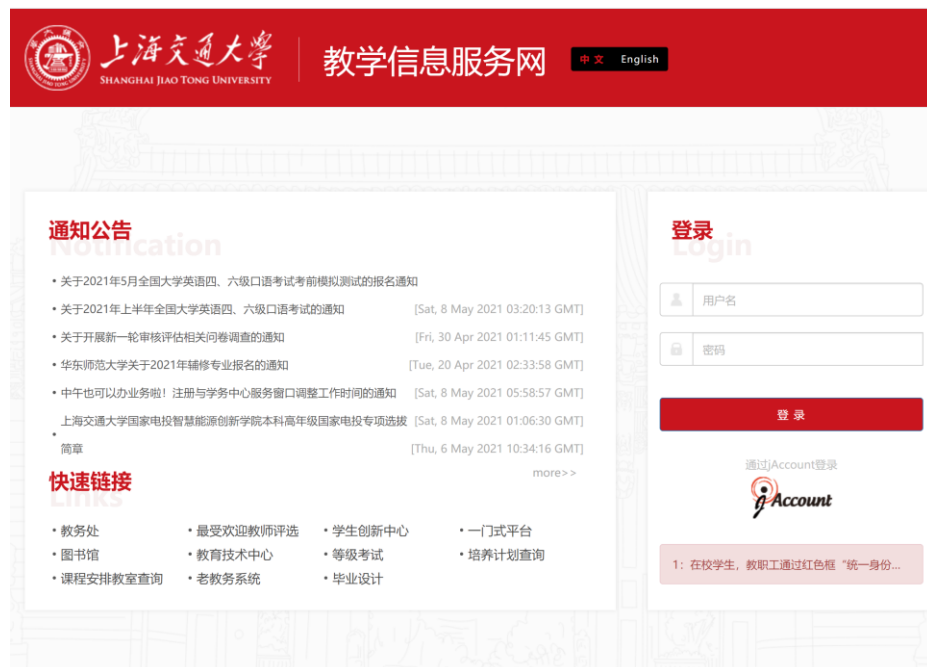 上海交通大學
SHANGHAI JIAO TONG UNIVERSITY
教学信息服务网
中文 English
Notification
通知公告
• 关于2021年5月全国大学英语四、六级口语考试考前模拟测试的报名通知
• 关于2021年上半年全国大学英语四、六级口语考试的通知 [Sat, 8 May 2021 03:20:13 GMT]
• 关于开展新一轮审核评估相关问卷调查的通知 [Fri, 30 Apr 2021 01:11:45 GMT]
• 华东师范大学关于2021年辅修专业报名的通知 [Tue, 20 Apr 2021 02:33:58 GMT]
• 中午也可以办业务啦！注册与学务中心服务窗口调整工作时间的通知 [Sat, 8 May 2021 05:58:57 GMT]
• 上海交通大学国家电投智慧能源创新学院本科高年级国家电投专项选拔 [Sat, 8 May 2021 01:06:30 GMT]
简章 [Thu, 6 May 2021 10:34:16 GMT]
more>>
Links
快速链接
• 教务处 • 最受欢迎教师评选 • 学生创新中心 • 一门式平台
• 图书馆 • 教育技术中心 • 等级考试 • 培养计划查询
• 课程安排教室查询 • 老教务系统 • 毕业设计
Login
登录
用户名
密码
登 录
通过jAccount登录
jAccount
1：在校学生，教职工通过红色框“统一身份...